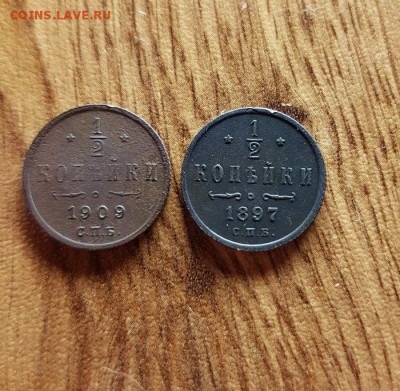 COINS.LAVE.RU
1/2
КОПѢЙКИ
1909
С.П.Б.
1/2
КОПѢЙКИ
1897
С.П.Б.